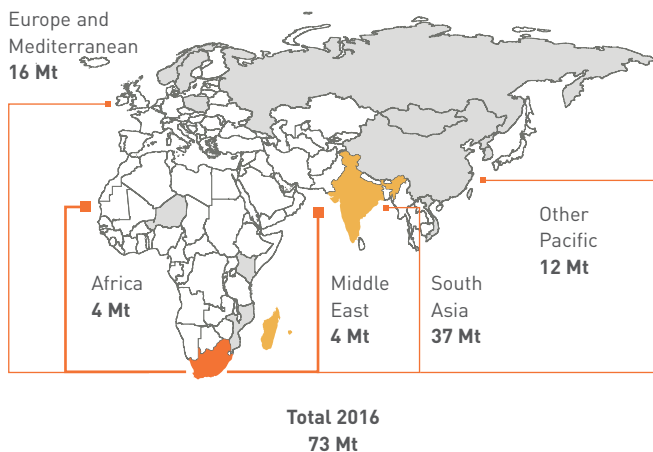 Europe and
Mediterranean
16 Mt
Africa
4 Mt
Middle
East
4 Mt
South
Asia
37 Mt
Other
Pacific
12 Mt
Total 2016
73 Mt